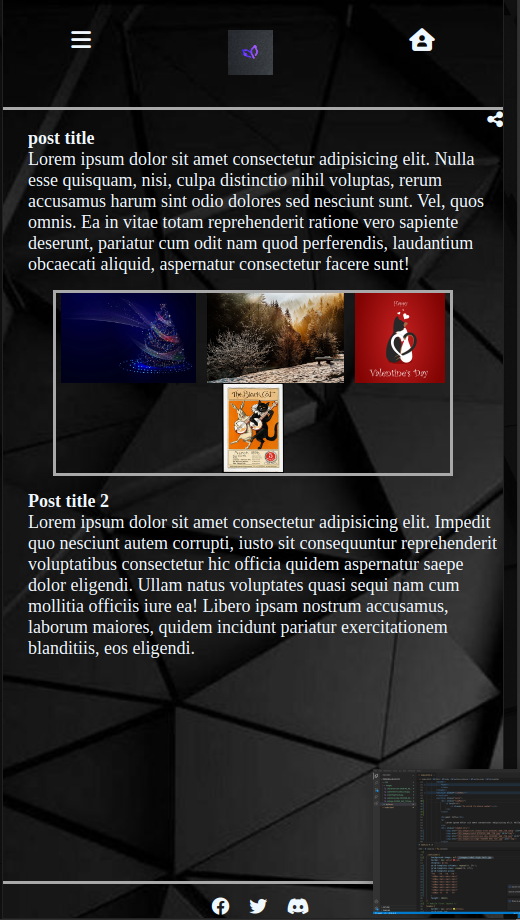 post title
Lorem ipsum dolor sit amet consectetur adipisicing elit. Nulla
esse quisquam, nisi, culpa distinctio nihil voluptas, rerum
accusamus harum sint odio dolores sed nesciunt sunt. Vel, quos
omnis. Ea in vitae totam reprehenderit ratione vero sapiente
deserunt, pariatur cum odit nam quod perferendis, laudantium
obcaecati aliquid, aspernatur consectetur facere sunt!
Happy
Valentine's Day
The Black Cat
Post title 2
Lorem ipsum dolor sit amet consectetur adipisicing elit. Impedit
quo nesciunt autem corrupti, iusto sit consequuntur reprehenderit
voluptatibus consectetur hic officia quidem aspernatur saepe
dolor eligendi. Ullam natus voluptates quasi sequi nam cum
mollitia officiis iure ea! Libero ipsam nostrum accusamus,
laborum maiores, quidem incidunt pariatur exercitationem
blanditiis, eos eligendi.